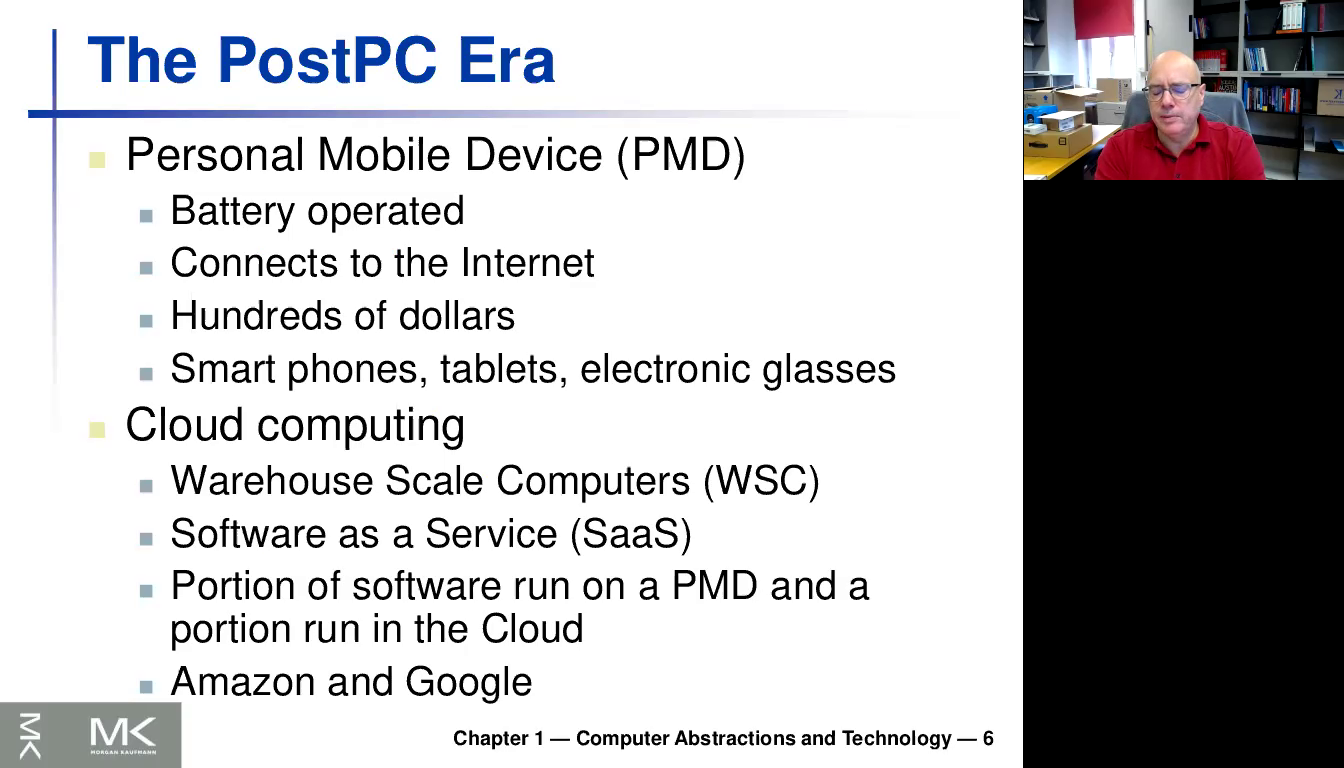 The PostPC Era
Personal Mobile Device (PMD)
Battery operated
Connects to the Internet
Hundreds of dollars
Smart phones, tablets, electronic glasses
Cloud computing
Warehouse Scale Computers (WSC)
Software as a Service (SaaS)
Portion of software run on a PMD and a
portion run in the Cloud
Amazon and Google
MK
MK
MORGAN KAUFMANN
Chapter 1 — Computer Abstractions and Technology — 6